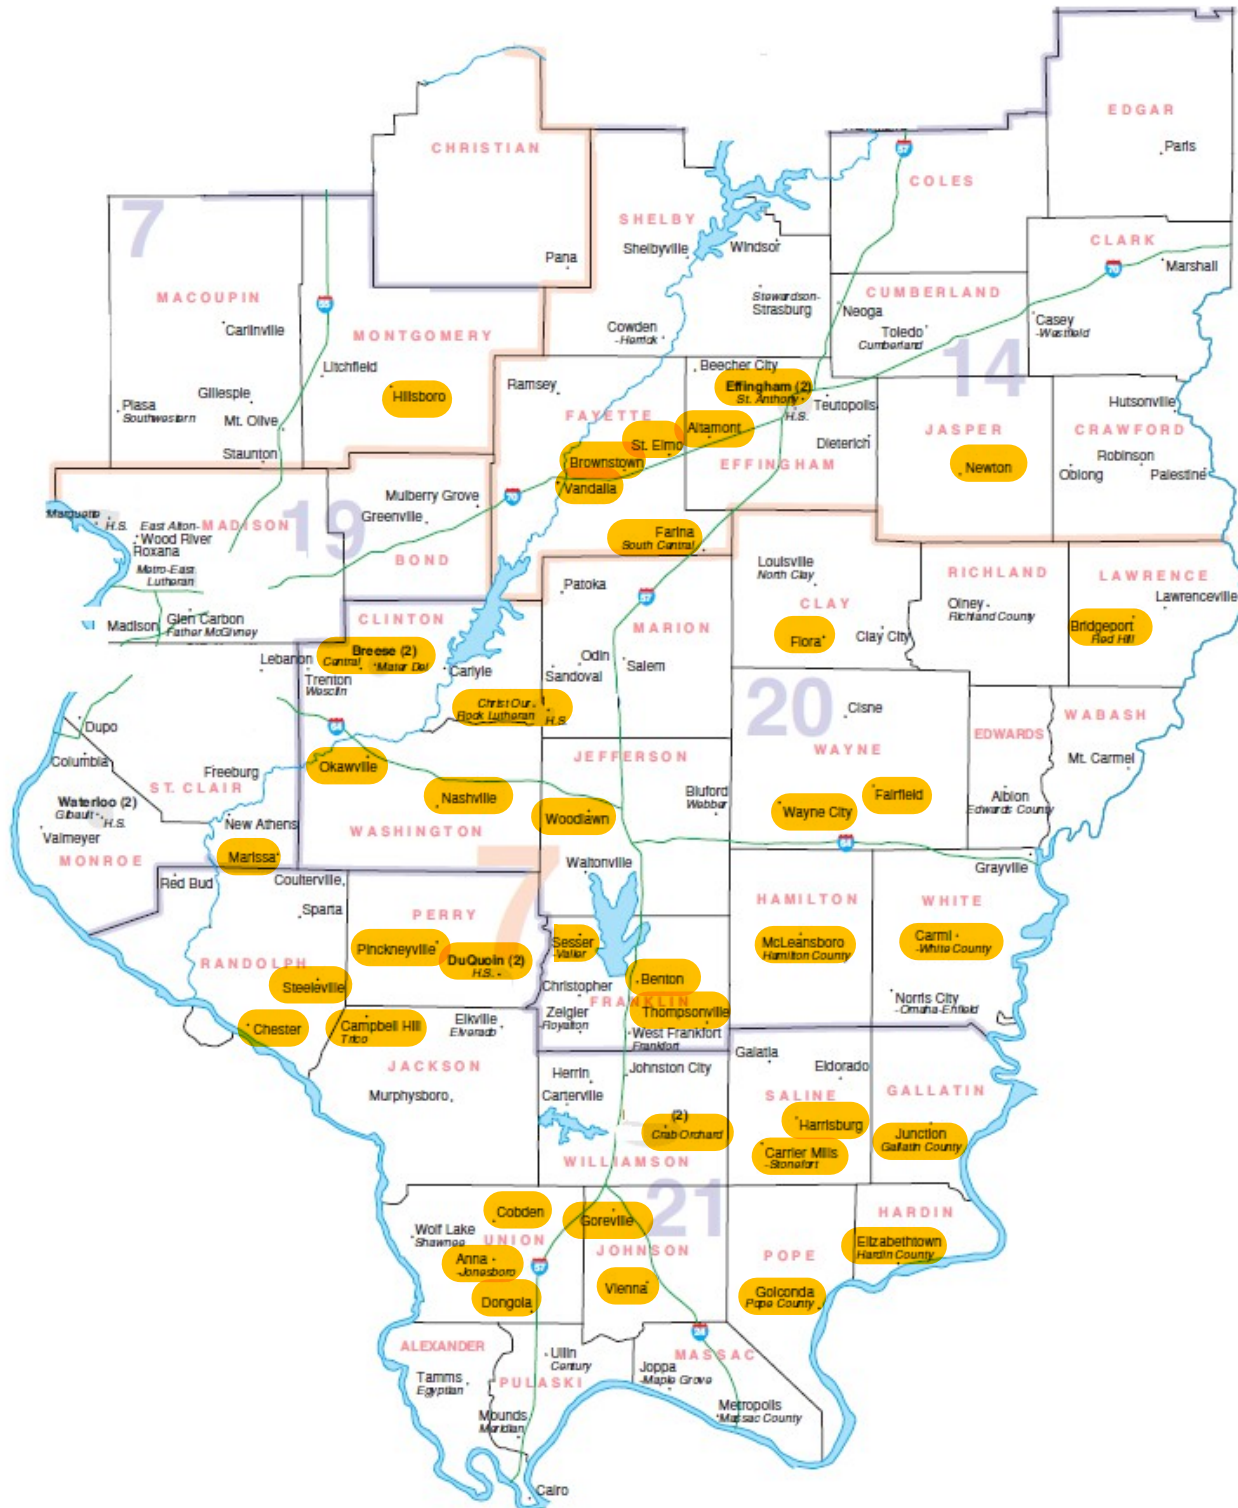 EDGAR
Paris
CHRISTIAN
57
COLES
7
SHELBY
Shelbyville
Windsor
Pana
CLARK
70
Marshall
MACOUPIN
Carlinville
55
MONTGOMERY
Litchfield
Stewardson-
Strasburg
CUMBERLAND
Neoga
Toledo
Cumberland
Casey
-Westfield
Cowden
-Herrick
14
Gillespie
Hillsboro
Plasa
Southwestern
Mt. Olive
Staunton
Ramsey
FAYETTE
Beecher City
Effingham (2)
St. Anthony
H.S.
Teutopolis
Altamont
St. Elmo
Dieterich
Brownstown
EFFINGHAM
Vandalia
JASPER
Newton
Hutsonville
CRAWFORD
Robinson
Oblong
Palestine
Marquette
H.S.
East Alton-
Wood River
Roxana
MADISON
19
Mulberry Grove
Greenville
70
BOND
Metro-East
Lutheran
Farina
South Central
Madison
Glen Carbon
Father McGivney
CLINTON
Patoka
57
MARION
Louisville
North Clay
CLAY
Flora
Clay City
RICHLAND
Olney
Richland County
LAWRENCE
Lawrenceville
Bridgeport
Red Hill
Breese (2)
Central
Mater Dei
Lebanon
Trenton
Wesclin
Carlyle
Odin
Sandoval
Salem
Christ Our
Rock Lutheran
H.S.
20
Cisne
WAYNE
EDWARDS
WABASH
Mt. Carmel
Dupo
Columbia
64
Okawville
Freeburg
ST. CLAIR
JEFFERSON
Nashville
Woodlawn
Bluford
Webber
Wayne City
Fairfield
Albion
Edwards County
Waterloo (2)
Gibault
H.S.
Valmeyer
MONROE
New Athens
Marissa
WASHINGTON
64
Grayville
Red Bud
Coulterville
Sparta
7
Waltonville
PERRY
Pinckneyville
DuQuoin (2)
H.S.
HAMILTON
McLeansboro
Hamilton County
WHITE
Carmi
-White County
Sesser
-Valier
RANDOLPH
Steeleville
Christopher
Benton
FRANKLIN
Thompsonville
Zeigler
-Royalton
West Frankfort
Frankfort
Norris City
-Omaha-Enfield
Chester
Campbell Hill
Trico
Elkville
Elverado
JACKSON
Murphysboro
Herrin
Carterville
Johnston City
Galatia
Eldorado
SALINE
GALLATIN
(2)
Crab Orchard
Harrisburg
Carrier Mills
-Stonefort
Junction
Gallatin County
WILLIAMSON
21
Cobden
Wolf Lake
Shawnee
UNION
Anna
-Jonesboro
57
Dongola
Goreville
JOHNSON
Vienna
POPE
Golconda
Pope County
HARDIN
Elizabethtown
Hardin County
24
ALEXANDER
Tamms
Egyptian
Ullin
Century
PULASKI
MASSAC
Joppa
-Maple Grove
Metropolis
Massac County
Mounds
Meridian
Cairo